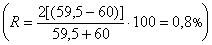 (R = 2[(59,5−60)] / 59,5+60 · 100 = 0,8%)